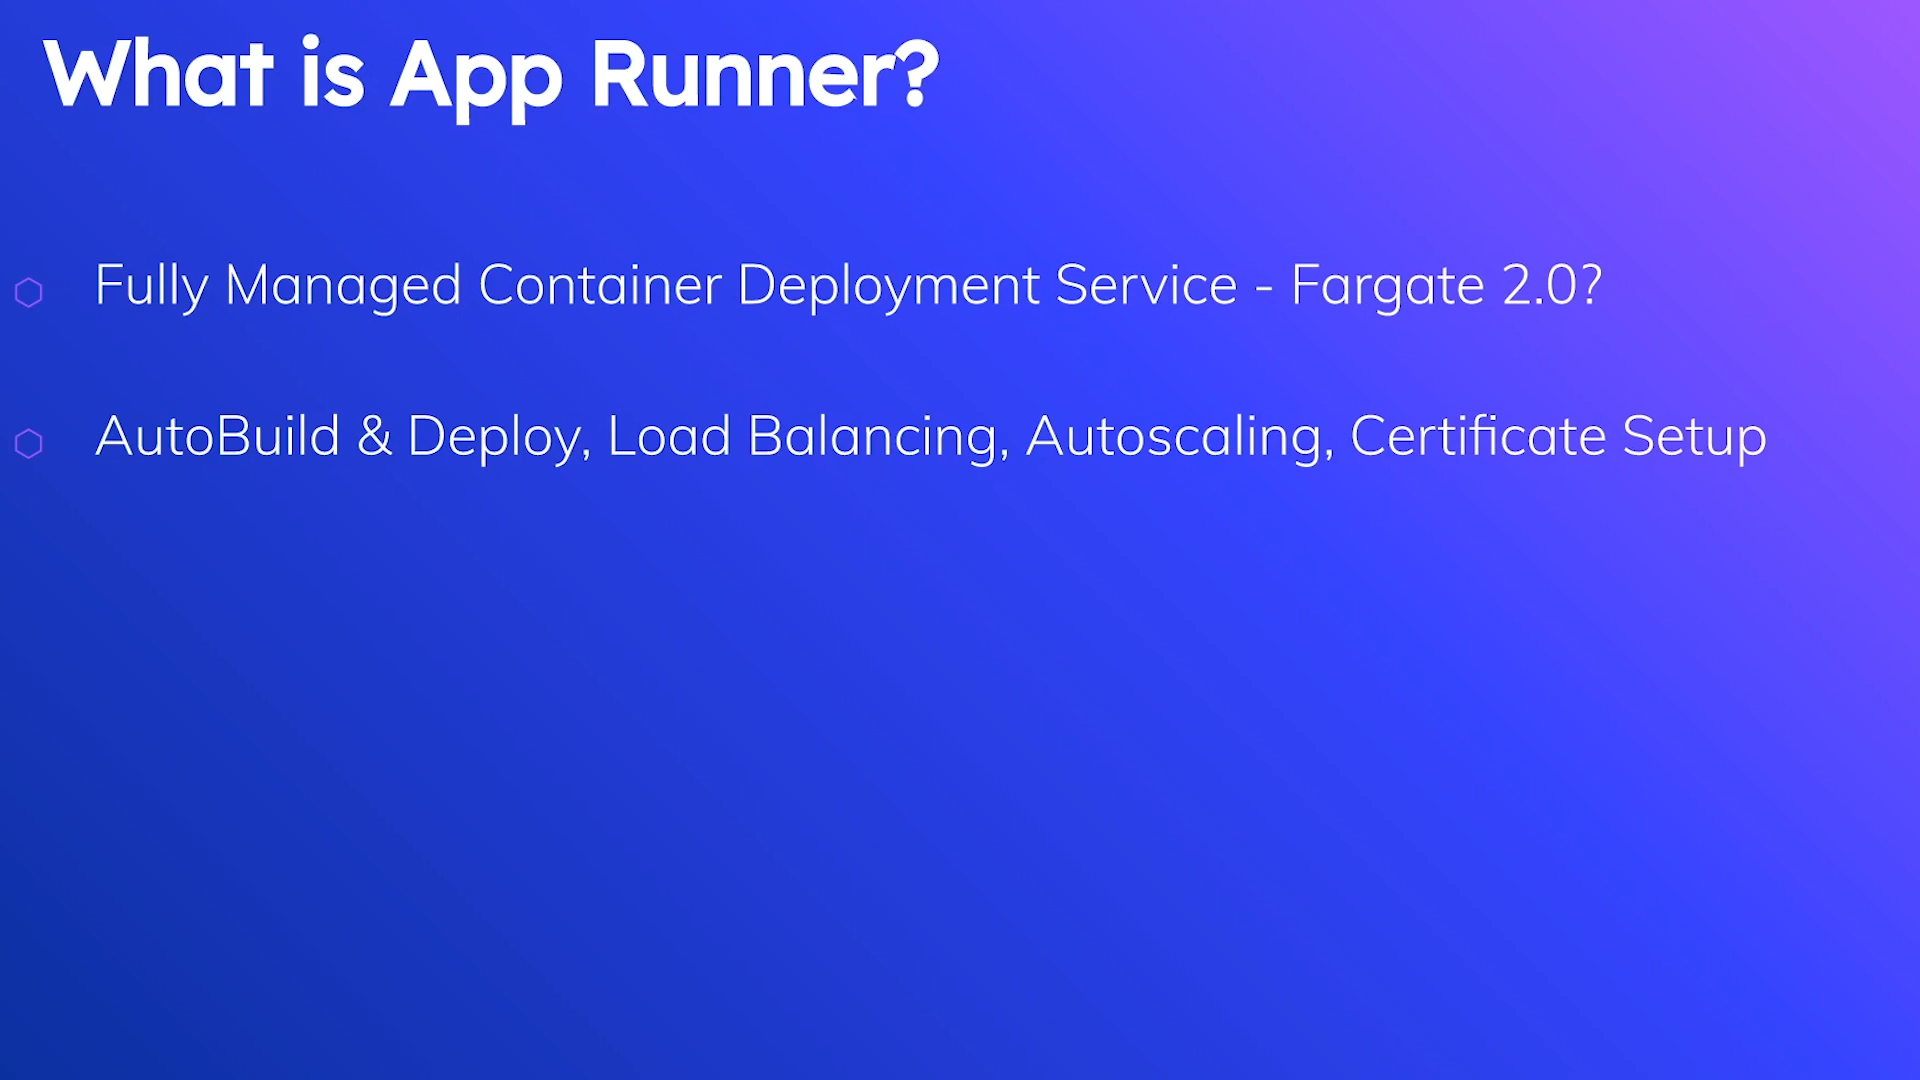 What is App Runner?
Fully Managed Container Deployment Service - Fargate 2.0?
AutoBuild & Deploy, Load Balancing, Autoscaling, Certificate Setup